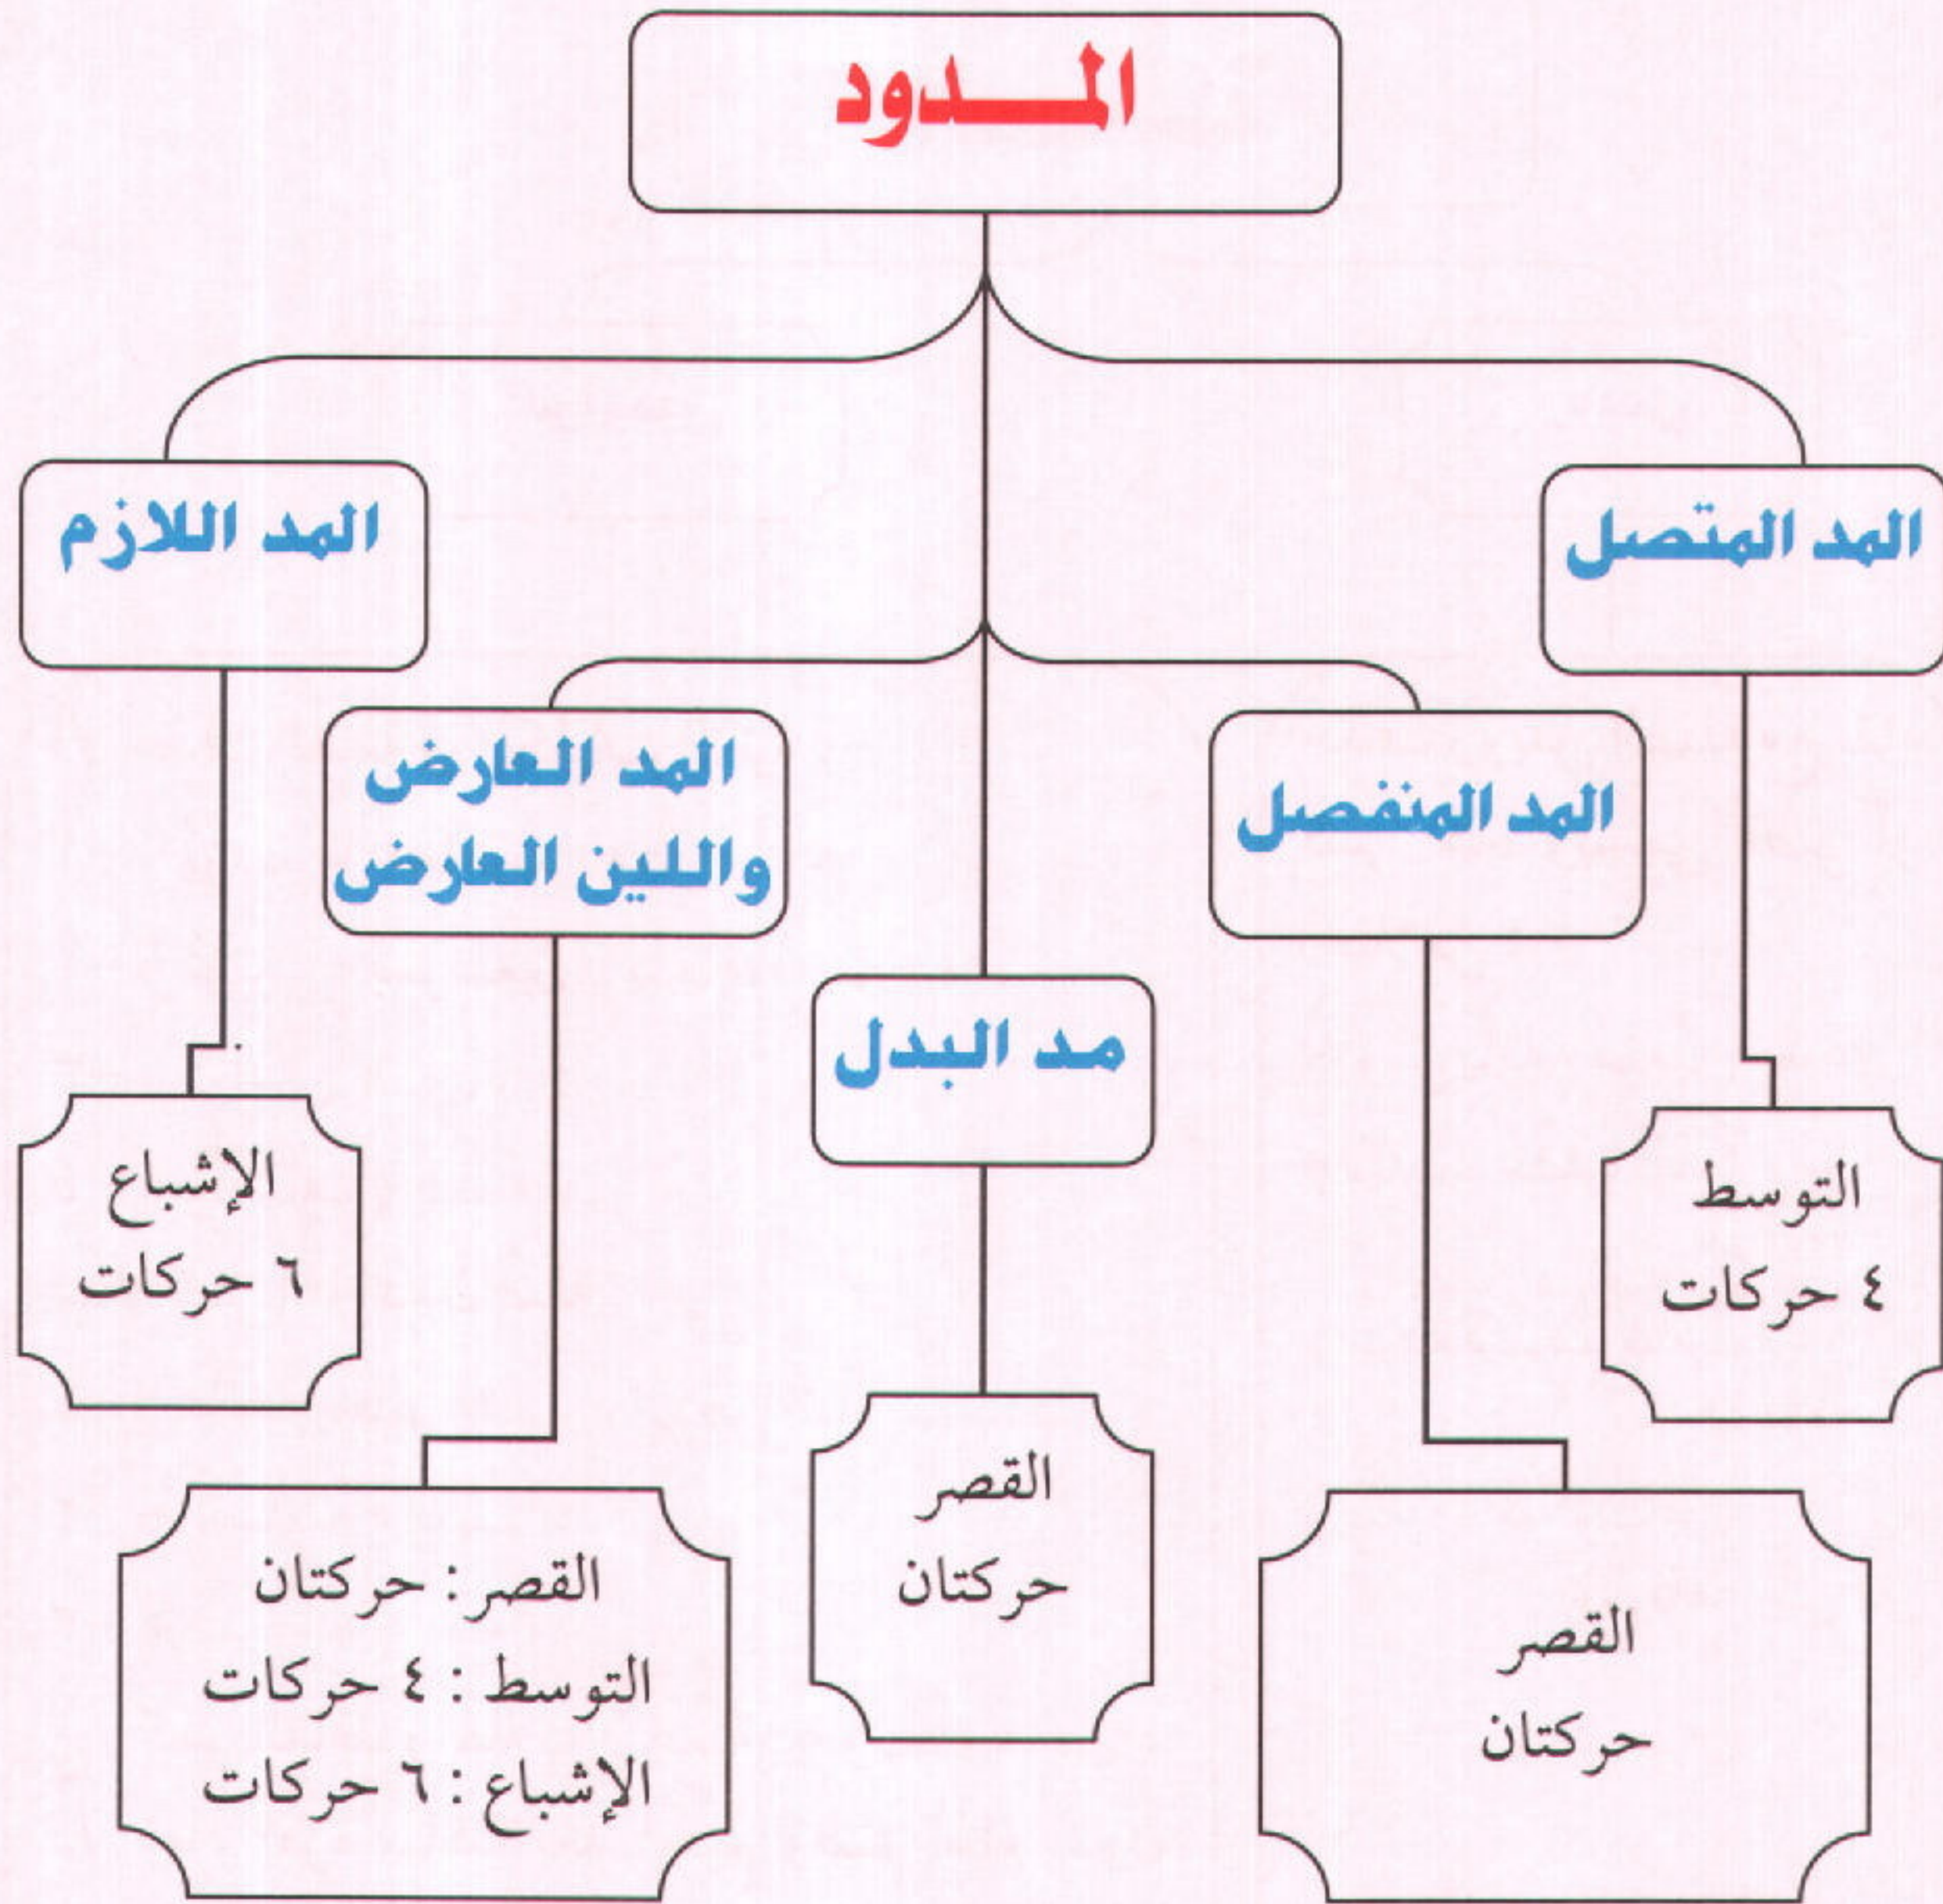 المــدود
المد المتصل
المد اللازم
المد المنفصل
المد العارض
واللين العارض
مد البدل
التوسط
٤ حركات
الإشباع
٦ حركات
القصر
حركتان
القصر
حركتان
القصر : حركتان
التوسط : ٤ حركات
الإشباع : ٦ حركات